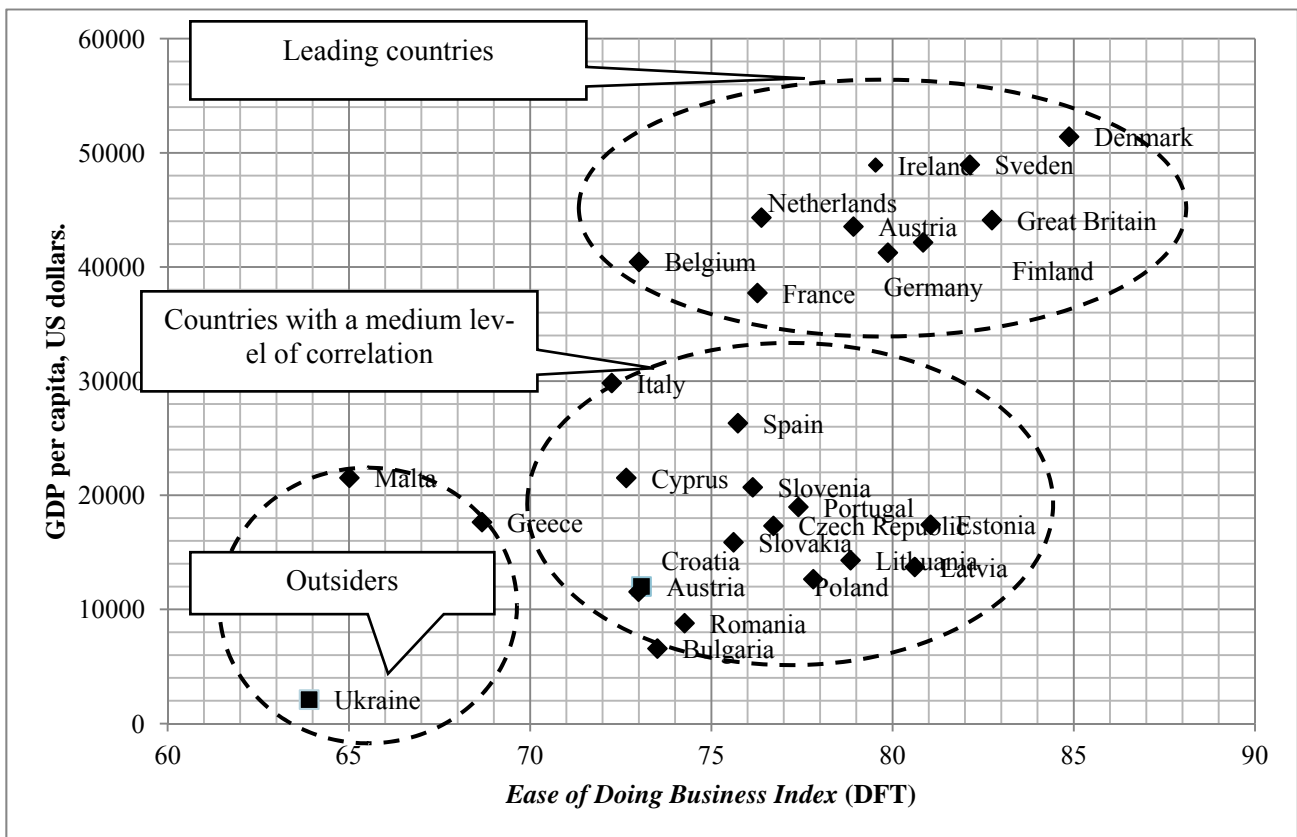 60000
Leading countries
50000
Denmark
Ireland
Sveden
Netherlands
Austria
Great Britain
40000
Belgium
Finland
France
Germany
Countries with a medium lev-
el of correlation
30000
Italy
Spain
20000
Malta
Cyprus
Slovenia
Portugal
Greece
Czech Republic
Estonia
Slovakia
Croatia
Lithuania
Latvia
Outsiders
Austria
Poland
10000
Romania
Bulgaria
Ukraine
0
60
65
70
75
80
85
90
GDP per capita, US dollars.
Ease of Doing Business Index (DFT)